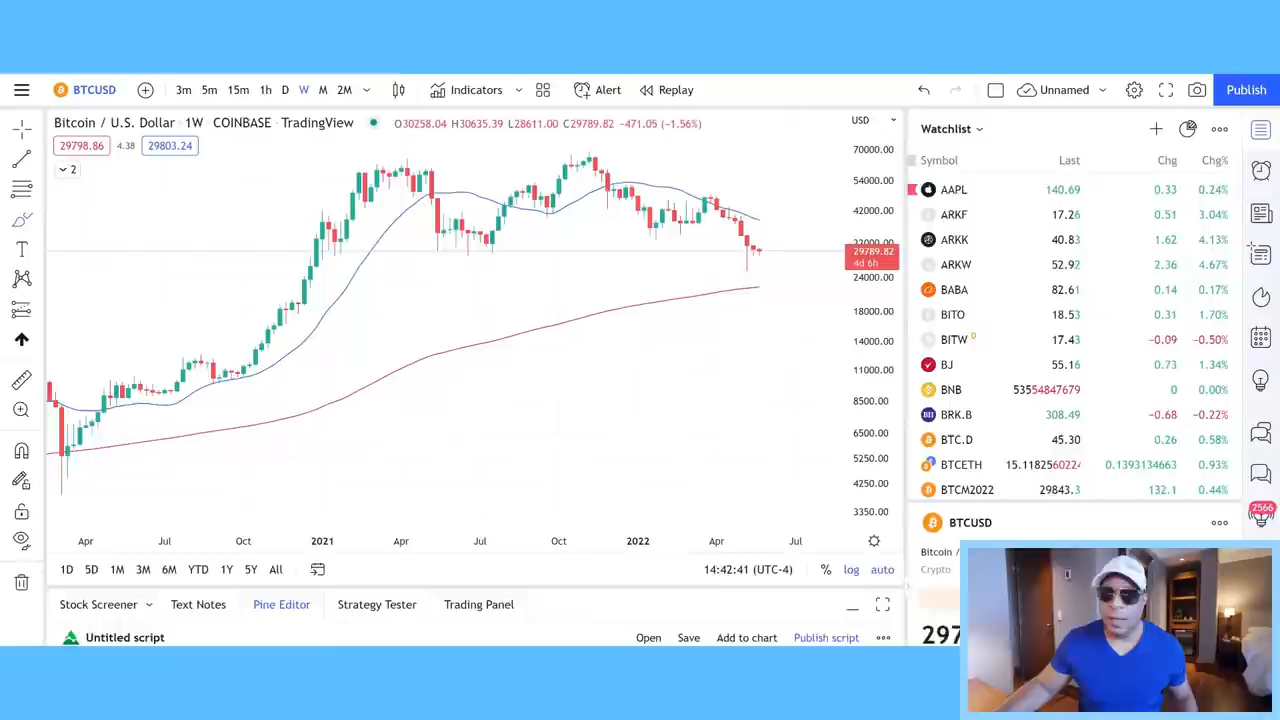 BTCUSD 3m 5m 15m 1h D W M 2M Indicators Alert Replay Unnamed Publish
Bitcoin / U.S. Dollar · 1W COINBASE · TradingView O30258.04 H30635.39 L28611.00 C29789.82 −471.05 (−1.56%) USD
29798.86 4.38 29803.24
2
70000.00
54000.00
42000.00
32000.00
29789.82
4d 6h
24000.00
18000.00
14000.00
11000.00
8500.00
6500.00
5250.00
4250.00
3350.00
Apr Jul Oct 2021 Apr Jul Oct 2022 Apr Jul
1D 5D 1M 3M 6M YTD 1Y 5Y All 14:42:41 (UTC-4) % log auto
Stock Screener Text Notes Pine Editor Strategy Tester Trading Panel
Untitled script Open Save Add to chart Publish script
Watchlist
Symbol Last Chg Chg%
AAPL 140.69 0.33 0.24%
ARKF 17.26 0.51 3.04%
ARKK 40.83 1.62 4.13%
ARKW 52.92 2.36 4.67%
BABA 82.61 0.14 0.17%
BITO 18.53 0.31 1.70%
BITW D 17.43 −0.09 −0.50%
BJ 55.16 0.73 1.34%
BNB 53554847679 0 0.00%
BRK.B 308.49 −0.68 −0.22%
BTC.D 45.30 0.26 0.58%
BTCETH 15.1182560224 0.1393134663 0.93%
BTCM2022 29843.3 132.1 0.44%
2566
BTCUSD
Bitcoin /
Crypto
297